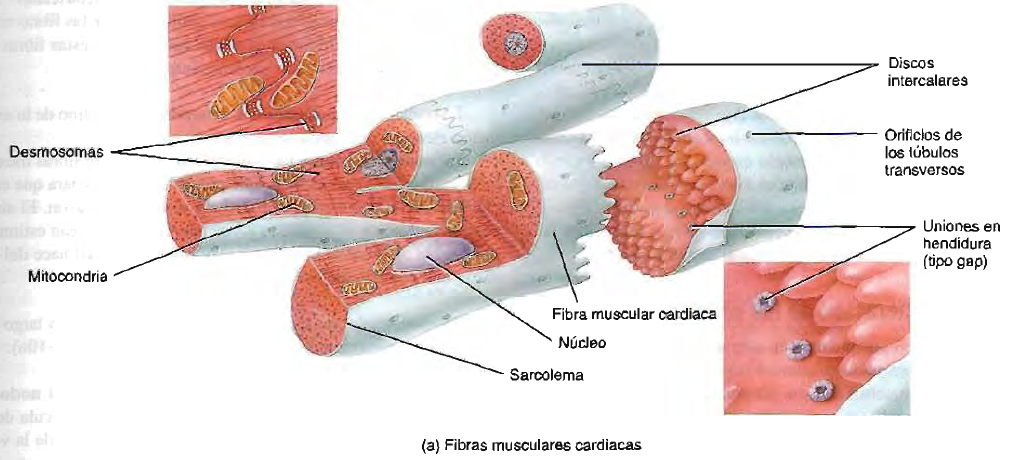 Discos
intercalares
Orificios de
los túbulos
transversos
Desmosomas
Uniones en
hendidura
(tipo gap)
Mitocondria
Fibra muscular cardiaca
Núcleo
Sarcolema
(a) Fibras musculares cardiacas